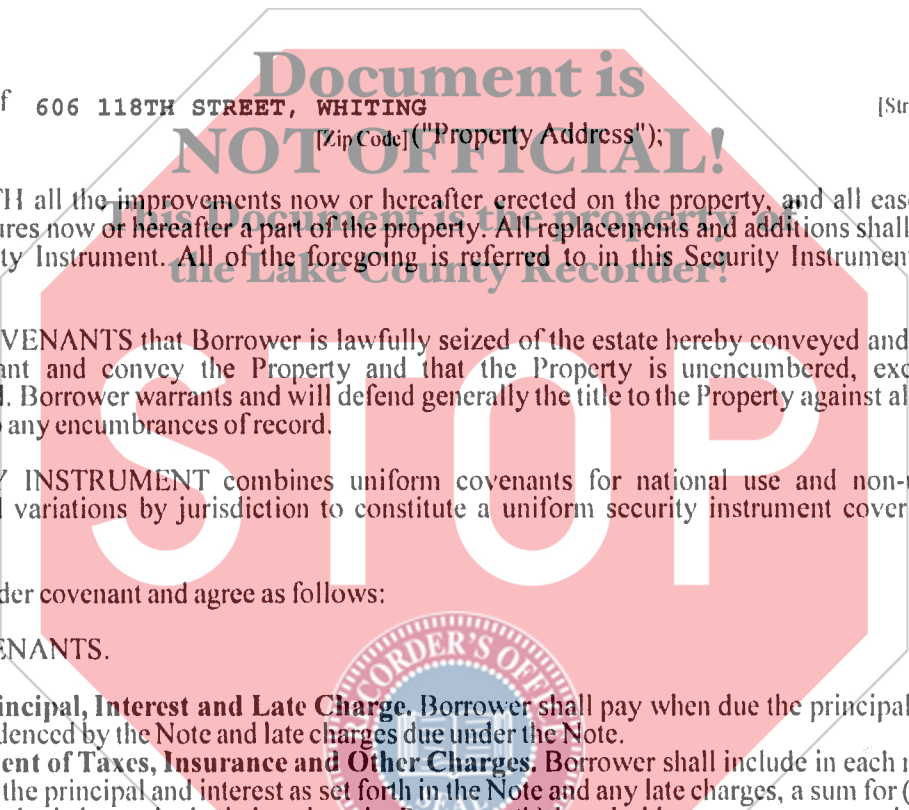 Document is
f 606 118TH STREET, WHITING [Str
NOT OFFICIAL!
[Zip Code] ("Property Address");
TH all the improvements now or hereafter erected on the property, and all eas
This Document is the property of
ures now or hereafter a part of the property. All replacements and additions shall
the Lake County Recorder!
ty Instrument. All of the foregoing is referred to in this Security Instrument
VENANTS that Borrower is lawfully seized of the estate hereby conveyed and
ant and convey the Property and that the Property is unencumbered, exc
d. Borrower warrants and will defend generally the title to the Property against al
o any encumbrances of record.
STOP
Y INSTRUMENT combines uniform covenants for national use and non-u
d variations by jurisdiction to constitute a uniform security instrument cover
der covenant and agree as follows:
ENANTS.
RECORDER'S OFFICE
incipal, Interest and Late Charge. Borrower shall pay when due the principal
denced by the Note and late charges due under the Note.
ent of Taxes, Insurance and Other Charges. Borrower shall include in each
the principal and interest as set forth in the Note and any late charges, a sum for (
SEAL